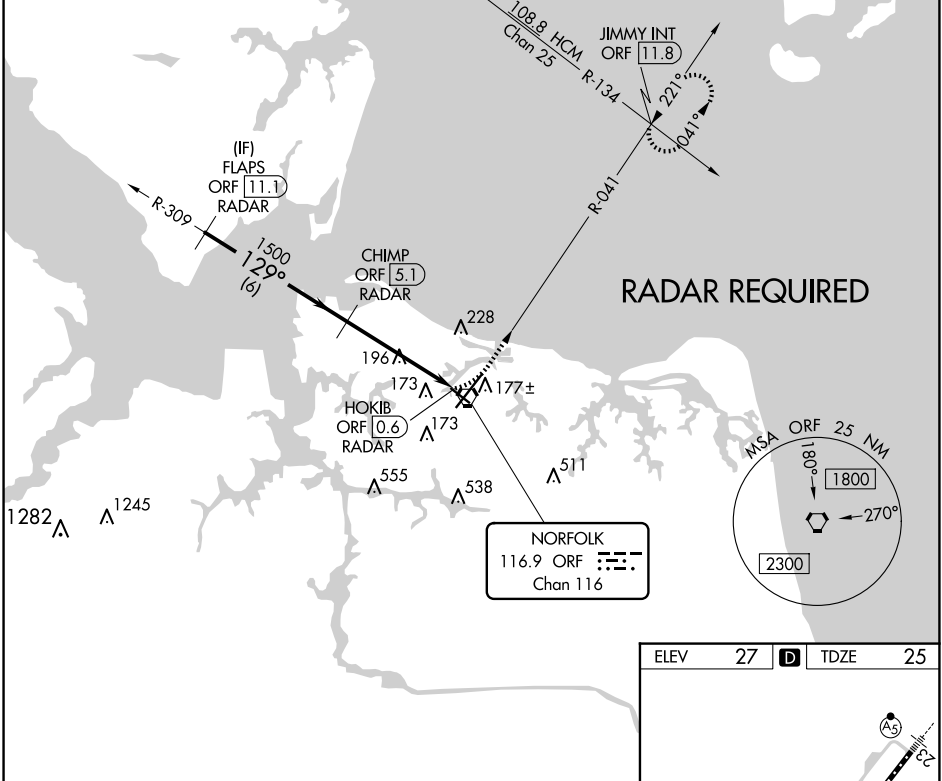 108.8 HCM
Chan 25
R-134
JIMMY INT
ORF 11.8
221°
041°
(IF)
FLAPS
ORF 11.1
RADAR
R-309
R-041
1500
129°
(6)
CHIMP
ORF 5.1
RADAR
RADAR REQUIRED
228
196
173
177±
HOKIB
ORF 0.6
RADAR
173
555
538
511
1282
1245
MSA ORF 25 NM
180°
1800
270°
2300
NORFOLK
116.9 ORF
Chan 116
ELEV 27 D TDZE 25
A5
23